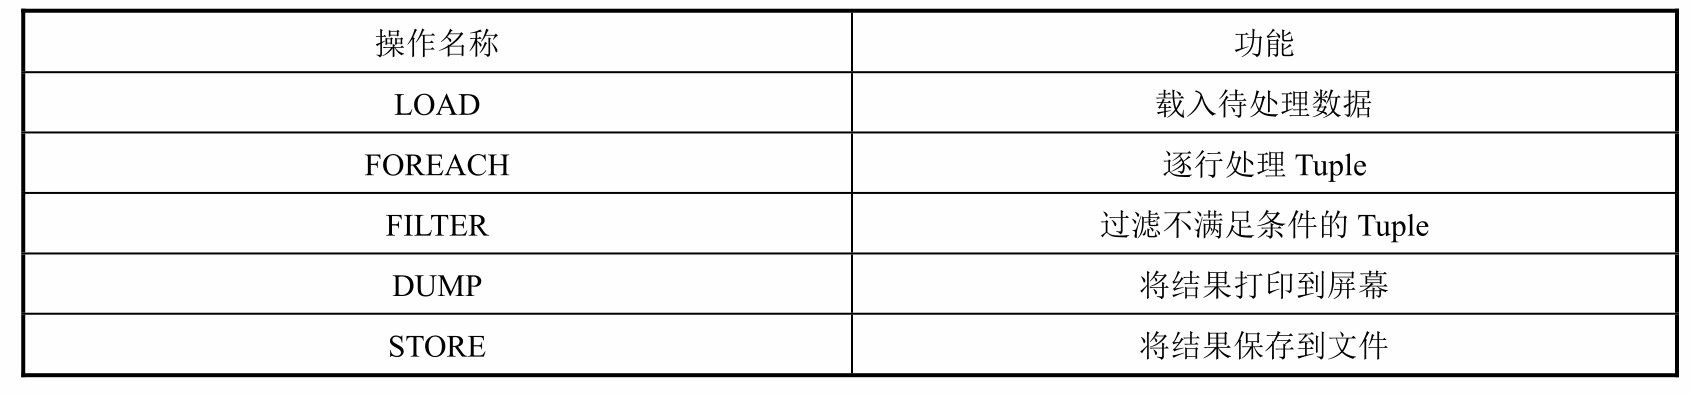 操作名称 功能
LOAD 载入待处理数据
FOREACH 逐行处理 Tuple
FILTER 过滤不满足条件的 Tuple
DUMP 将结果打印到屏幕
STORE 将结果保存到文件